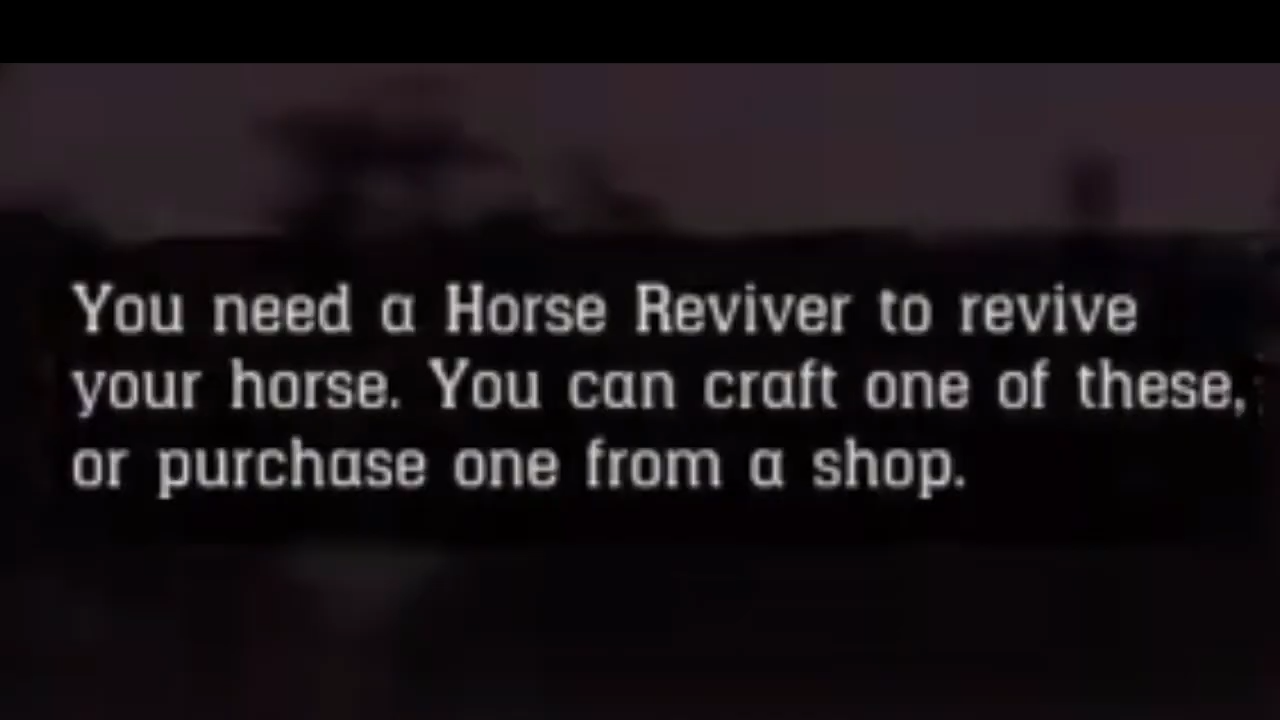 You need a Horse Reviver to revive
your horse. You can craft one of these,
or purchase one from a shop.